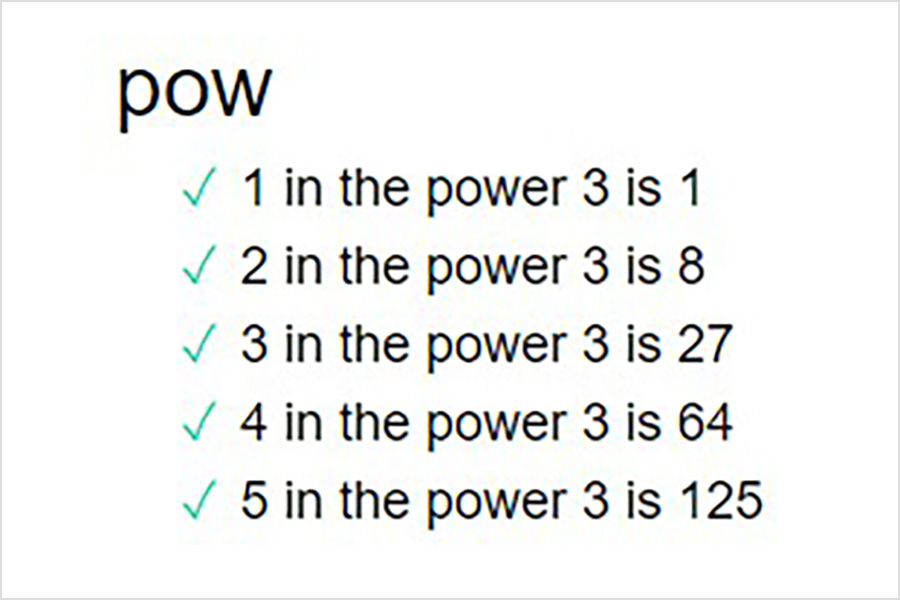 pow
✓ 1 in the power 3 is 1
✓ 2 in the power 3 is 8
✓ 3 in the power 3 is 27
✓ 4 in the power 3 is 64
✓ 5 in the power 3 is 125